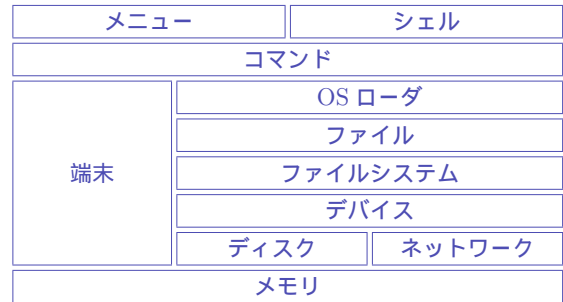 メニュー シェル
コマンド
OS ローダ
ファイル
端末 ファイルシステム
デバイス
ディスク ネットワーク
メモリ